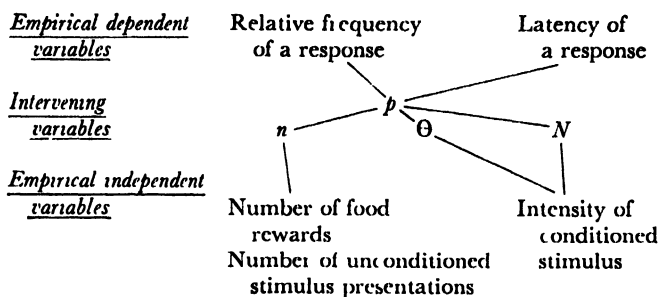 Empirical dependent
variables
Relative frequency
of a response
Latency of
a response
Intervening
variables
p
n
Θ
N
Empirical independent
variables
Number of food
rewards
Number of unconditioned
stimulus presentations
Intensity of
conditioned
stimulus